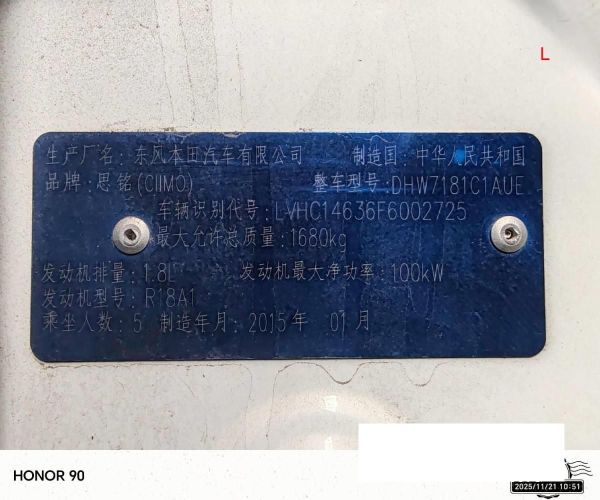 L
生产厂名：东风本田汽车有限公司 制造国：中华人民共和国
品牌：思铭(CIIMO) 整车型号：DHW7181C1AUE
车辆识别代号：LVHC14636F6002725
最大允许总质量：1680kg
发动机排量：1.8L 发动机最大净功率：100kW
发动机型号：R18A1
乘坐人数：5 制造年月：2015年 01月
HONOR 90
2025/11/21 10:51